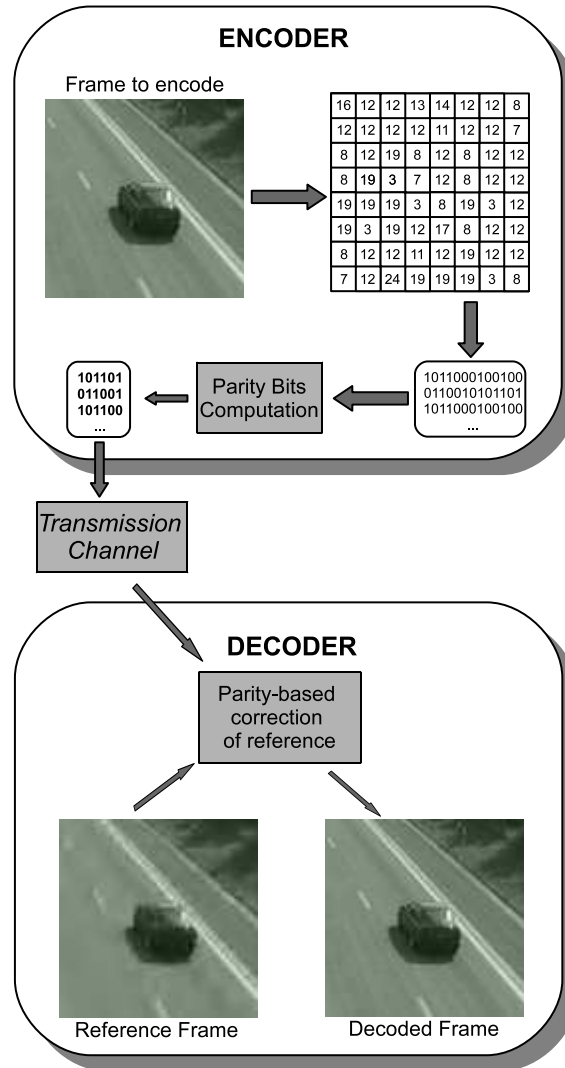 ENCODER
Frame to encode
16 12 12 13 14 12 12 8
12 12 12 12 11 12 12 7
8 12 19 8 12 8 12 12
8 19 3 7 12 8 12 12
19 19 19 3 8 19 3 12
19 3 19 12 17 8 12 12
8 12 12 11 12 19 12 12
7 12 24 19 19 19 3 8
101101
011001
101100
...
Parity Bits
Computation
1011000100100
0110010101101
1011000100100
...
Transmission
Channel
DECODER
Parity-based
correction
of reference
Reference Frame
Decoded Frame